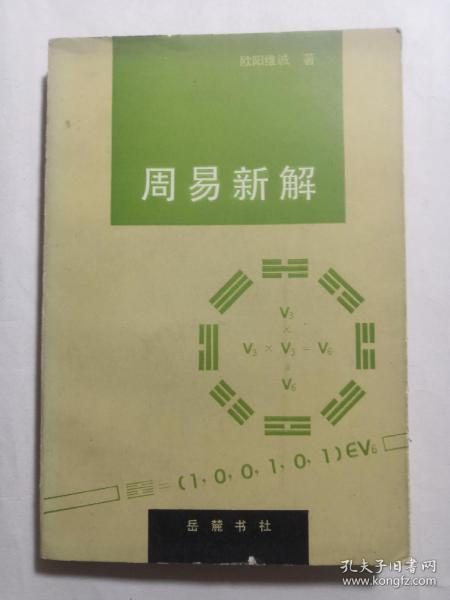 欧阳维诚 著
周易新解
V₃
×
V₃ × V₃ = V₆
=
V₆
=(1,0,0,1,0,1)∈V₆
岳麓书社
孔夫子旧书网
www.kongfz.com